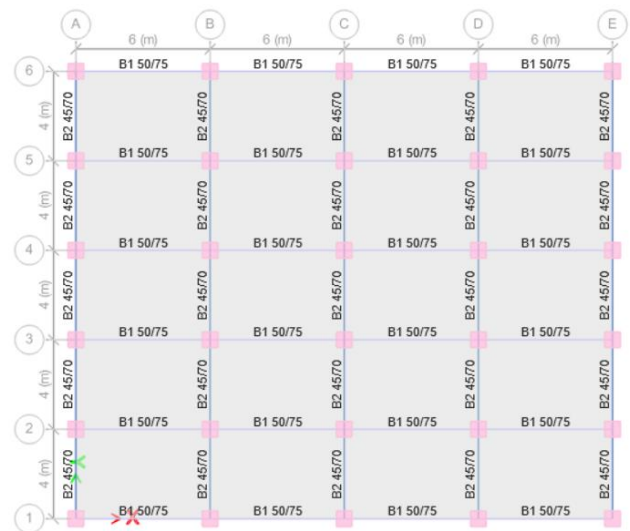 A B C D E
6 (m) 6 (m) 6 (m) 6 (m)
6 B1 50/75 B1 50/75 B1 50/75 B1 50/75
4 (m) B2 45/70 B2 45/70 B2 45/70 B2 45/70 B2 45/70
5 B1 50/75 B1 50/75 B1 50/75 B1 50/75
4 (m) B2 45/70 B2 45/70 B2 45/70 B2 45/70 B2 45/70
4 B1 50/75 B1 50/75 B1 50/75 B1 50/75
4 (m) B2 45/70 B2 45/70 B2 45/70 B2 45/70 B2 45/70
3 B1 50/75 B1 50/75 B1 50/75 B1 50/75
4 (m) B2 45/70 B2 45/70 B2 45/70 B2 45/70 B2 45/70
2 B1 50/75 B1 50/75 B1 50/75 B1 50/75
4 (m) B2 45/70 B2 45/70 B2 45/70 B2 45/70 B2 45/70
1 B1 50/75 B1 50/75 B1 50/75 B1 50/75